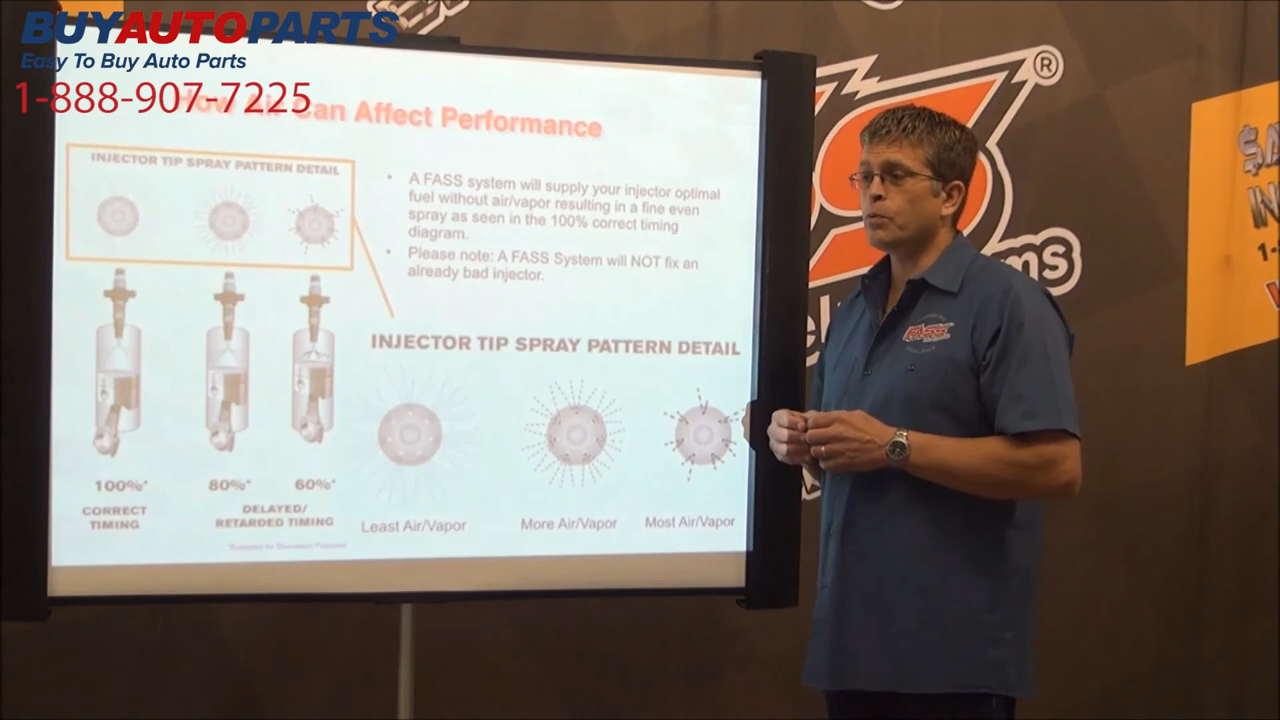 BUYAUTOPARTS
Easy To Buy Auto Parts
1-888-907-7225
How Air Can Affect Performance
INJECTOR TIP SPRAY PATTERN DETAIL
• A FASS system will supply your injector optimal
fuel without air/vapor resulting in a fine even
spray as seen in the 100% correct timing
diagram.
• Please note: A FASS System will NOT fix an
already bad injector.
INJECTOR TIP SPRAY PATTERN DETAIL
100%*
80%*
60%*
CORRECT
TIMING
DELAYED/
RETARDED TIMING
Least Air/Vapor
More Air/Vapor
Most Air/Vapor
®
ms
FASS